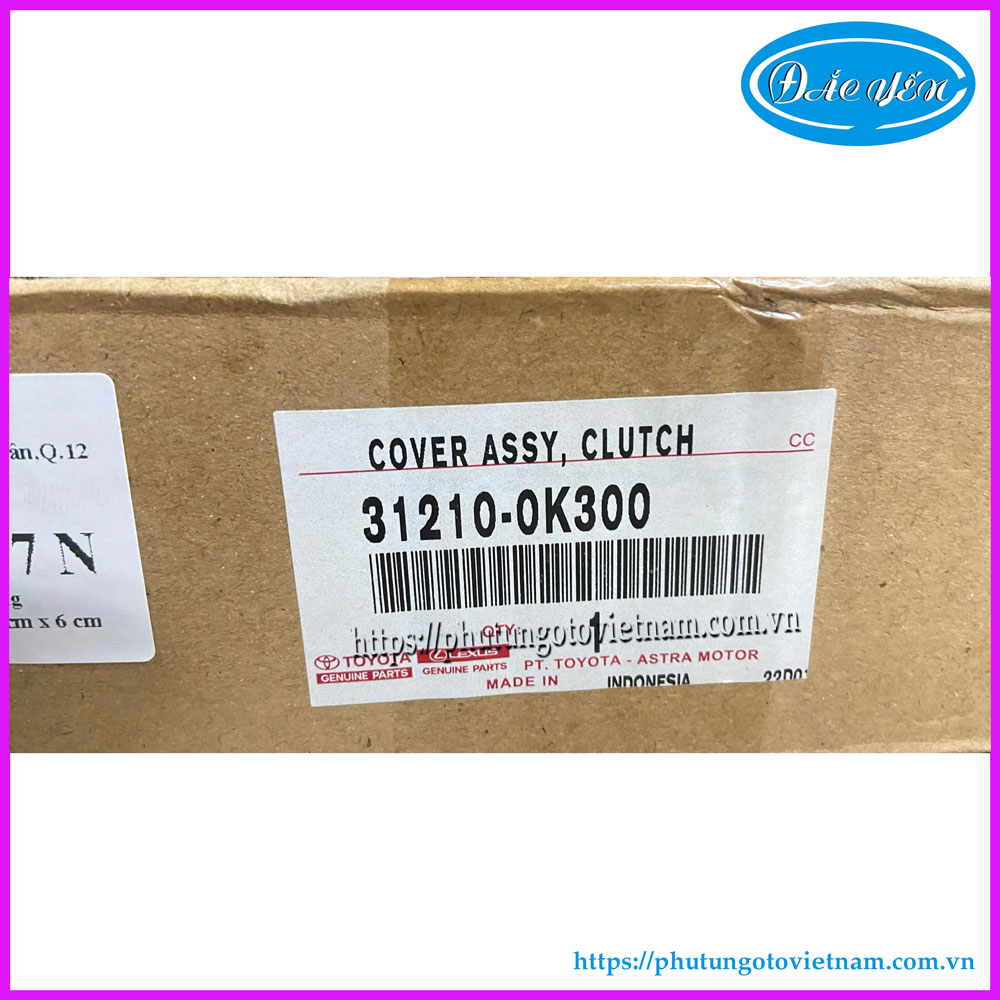 ĐẮC YẾN
ân,Q.12
7 N
g
cm x 6 cm
COVER ASSY, CLUTCH
CC
31210-0K300
https://phutungotovietnam.com.vn
QTY. 1
TOYOTA
GENUINE PARTS
LEXUS
GENUINE PARTS
PT. TOYOTA - ASTRA MOTOR
MADE IN INDONESIA
https://phutungotovietnam.com.vn